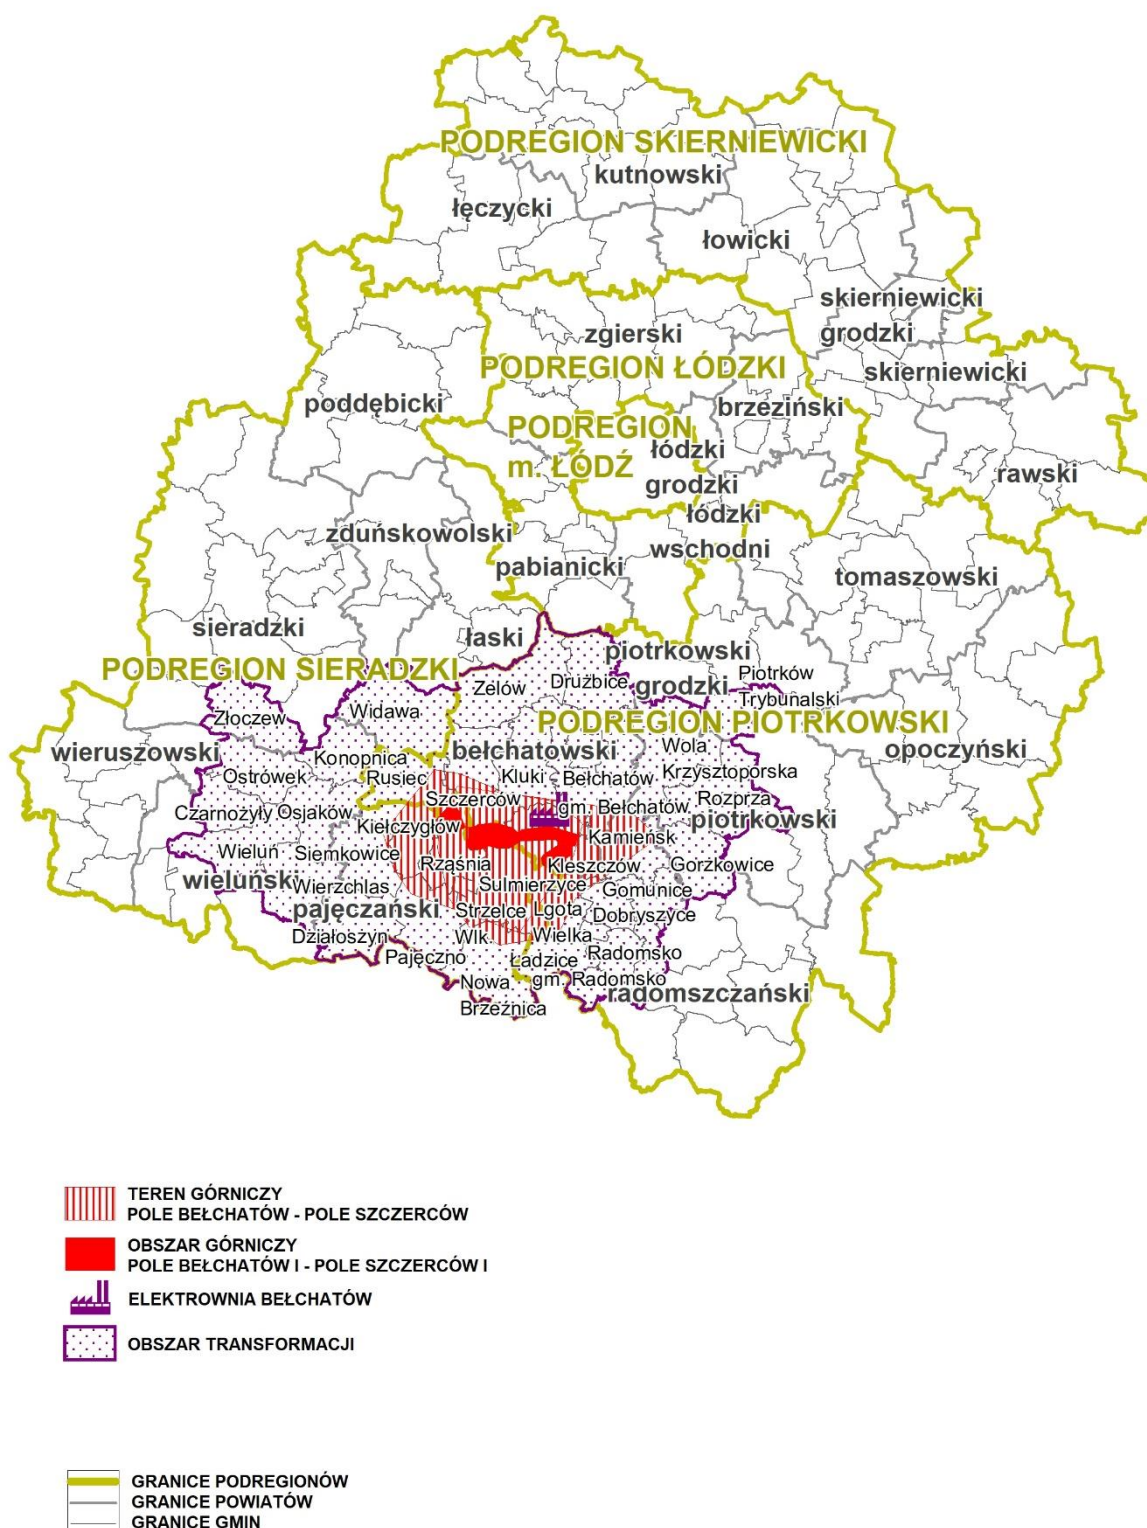 PODREGION SKIERNIEWICKI
kutnowski
łęczycki
łowicki
skierniewicki
grodzki
zgierski
PODREGION ŁÓDZKI
skierniewicki
poddębicki
brzeziński
PODREGION
m. ŁÓDŹ
łódzki
grodzki
rawski
łódzki
wschodni
zduńskowolski
pabianicki
tomaszowski
sieradzki
łaski
piotrkowski
grodzki
PODREGION SIERADZKI
Piotrków
Trybunalski
Zelów
Drużbice
Złoczew
Widawa
PODREGION PIOTRKOWSKI
wieruszowski
bełchatowski
opoczyński
Wola
Krzysztoporska
Konopnica
Rusiec
Ostrówek
Kluki
Bełchatów
Szczerców
gm. Bełchatów
Rozprza
Czarnożyły
Osjaków
Kiełczygłów
Kamieńsk
piotrkowski
Wieluń
Siemkowice
Rząśnia
Kleszczów
Gorzkowice
wieluński
Wierzchlas
Sulmierzyce
Gomunice
pajęczański
Strzelce
Wlk.
Lgota
Wielka
Dobryszyce
Działoszyn
Pajęczno
Ładzice
Radomsko
Nowa
Brzeźnica
gm. Radomsko
radomszczański
TEREN GÓRNICZY
POLE BEŁCHATÓW - POLE SZCZERCÓW
OBSZAR GÓRNICZY
POLE BEŁCHATÓW I - POLE SZCZERCÓW I
ELEKTROWNIA BEŁCHATÓW
OBSZAR TRANSFORMACJI
GRANICE PODREGIONÓW
GRANICE POWIATÓW
GRANICE GMIN